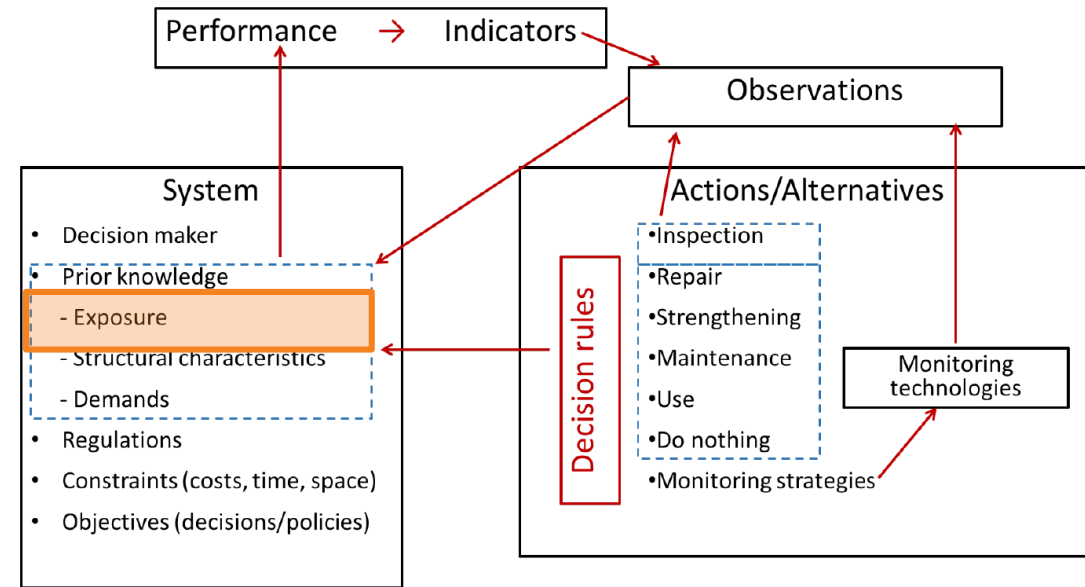 Performance → Indicators
Observations
System
• Decision maker
• Prior knowledge
- Exposure
- Structural characteristics
- Demands
• Regulations
• Constraints (costs, time, space)
• Objectives (decisions/policies)
Actions/Alternatives
Decision rules
•Inspection
•Repair
•Strengthening
•Maintenance
•Use
•Do nothing
•Monitoring strategies
Monitoring
technologies